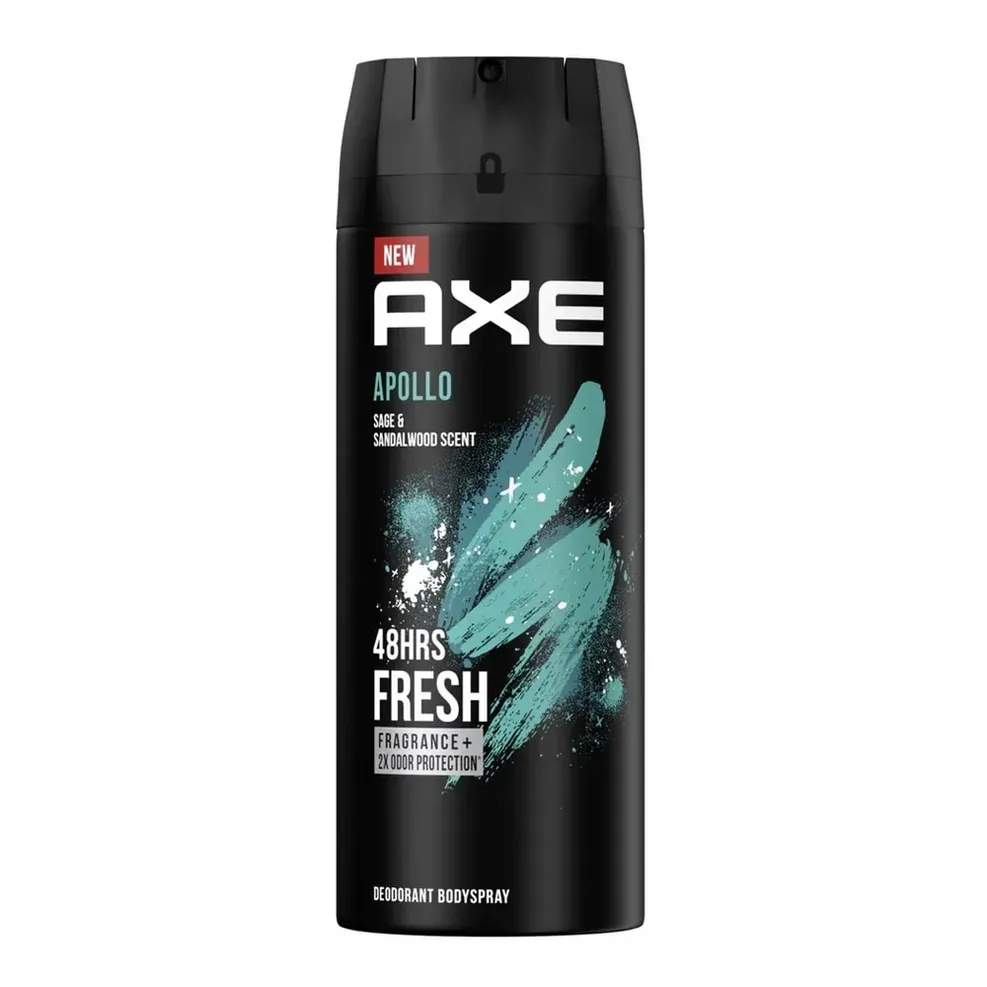 NEW
AXE
APOLLO
SAGE &
SANDALWOOD SCENT
48HRS
FRESH
FRAGRANCE +
2X ODOR PROTECTION*
DEODORANT BODYSPRAY